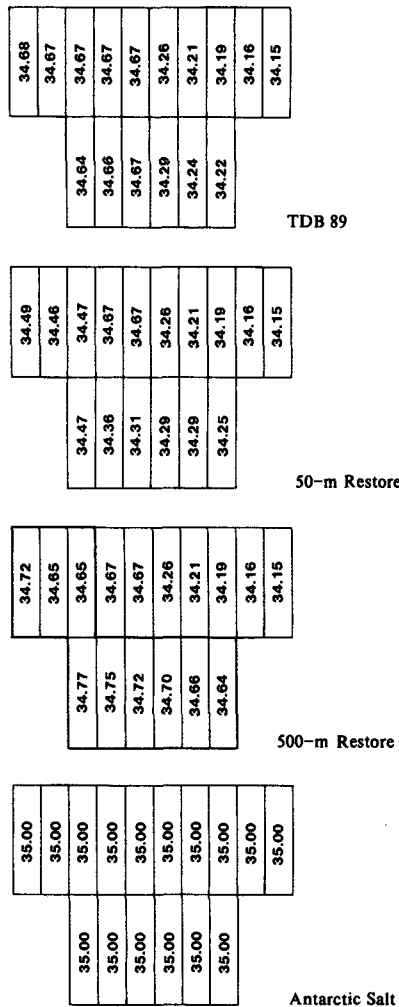 34.68 34.67 34.67 34.67 34.67 34.26 34.21 34.19 34.16 34.15
34.64 34.66 34.67 34.29 34.24 34.22
TDB 89
34.49 34.46 34.47 34.67 34.67 34.26 34.21 34.19 34.16 34.15
34.47 34.36 34.31 34.29 34.29 34.25
50-m Restore
34.72 34.65 34.65 34.67 34.67 34.26 34.21 34.19 34.16 34.15
34.77 34.75 34.72 34.70 34.66 34.64
500-m Restore
35.00 35.00 35.00 35.00 35.00 35.00 35.00 35.00 35.00 35.00
35.00 35.00 35.00 35.00 35.00 35.00
Antarctic Salt